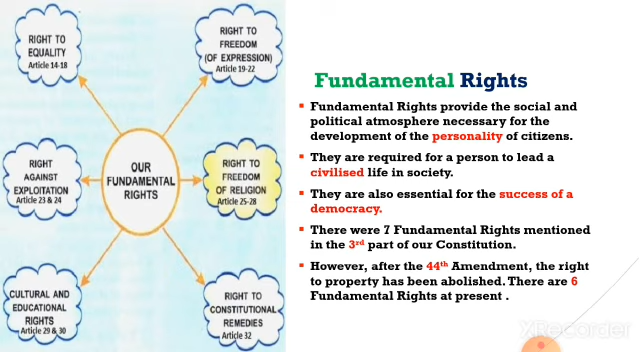 RIGHT TO
EQUALITY
Article 14-18
RIGHT TO
FREEDOM
(OF EXPRESSION)
Article 19-22
RIGHT
AGAINST
EXPLOITATION
Article 23 & 24
OUR
FUNDAMENTAL
RIGHTS
RIGHT TO
FREEDOM
OF RELIGION
Article 25-28
CULTURAL AND
EDUCATIONAL
RIGHTS
Article 29 & 30
RIGHT TO
CONSTITUTIONAL
REMEDIES
Article 32
Fundamental Rights
▪ Fundamental Rights provide the social and
political atmosphere necessary for the
development of the personality of citizens.
▪ They are required for a person to lead a
civilised life in society.
▪ They are also essential for the success of a
democracy.
▪ There were 7 Fundamental Rights mentioned
in the 3rd part of our Constitution.
▪ However, after the 44th Amendment, the right
to property has been abolished. There are 6
Fundamental Rights at present .
XRecorder